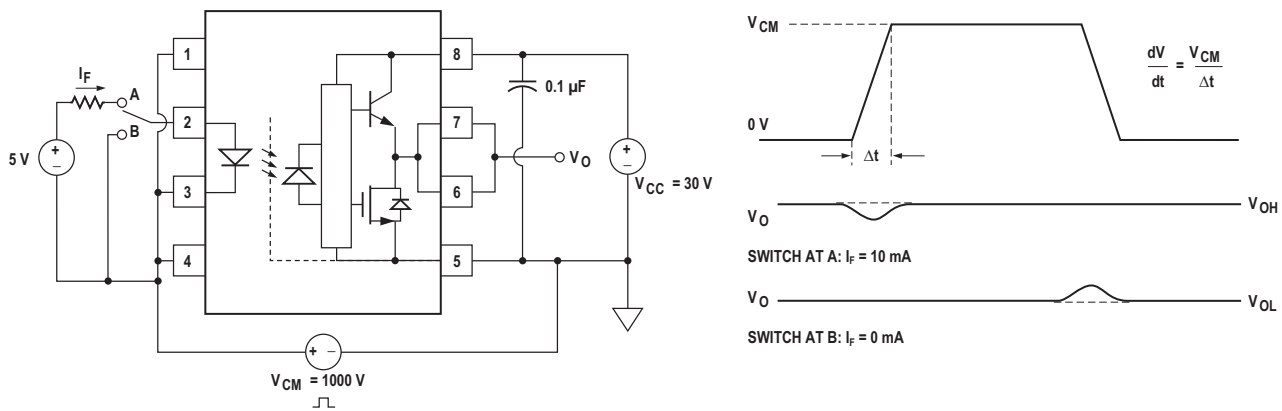 I_F
A
B
5 V
+
−
1
2
3
4
8
7
6
5
0.1 µF
V_O
+
−
V_CC = 30 V
+ −
V_CM = 1000 V
V_CM
0 V
Δt
dV/dt = V_CM/Δt
V_O
V_OH
SWITCH AT A: I_F = 10 mA
V_O
V_OL
SWITCH AT B: I_F = 0 mA